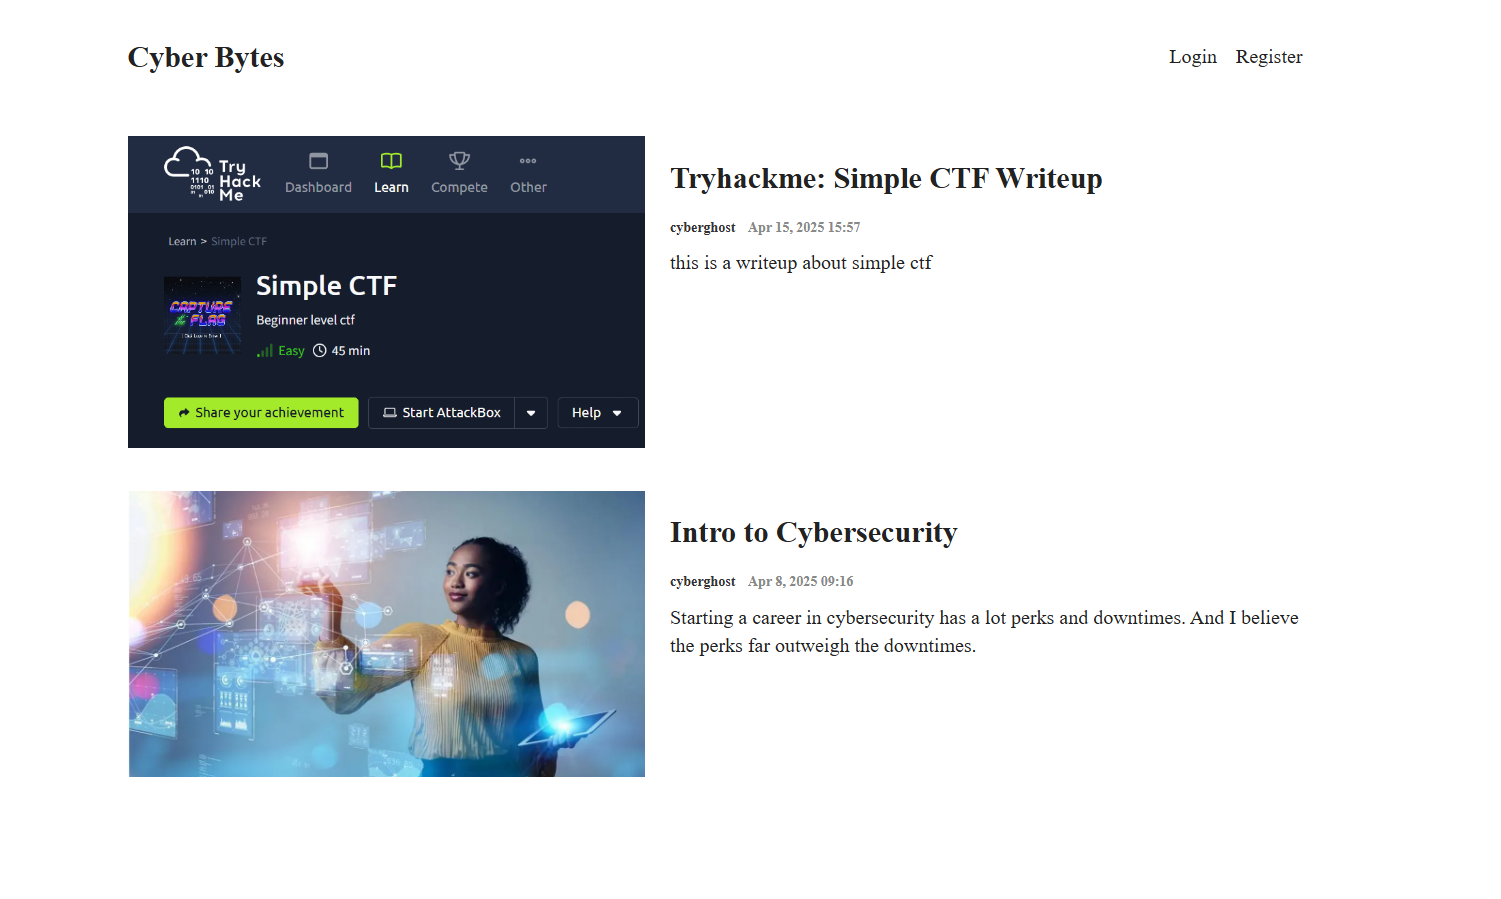 Cyber Bytes
Login Register
Try
Hack
Me
Dashboard
Learn
Compete
Other
Learn > Simple CTF
CAPTURE
the FLAG
Simple CTF
Beginner level ctf
Easy 45 min
Share your achievement
Start AttackBox
Help
Tryhackme: Simple CTF Writeup
cyberghost Apr 15, 2025 15:57
this is a writeup about simple ctf
Intro to Cybersecurity
cyberghost Apr 8, 2025 09:16
Starting a career in cybersecurity has a lot perks and downtimes. And I believe
the perks far outweigh the downtimes.